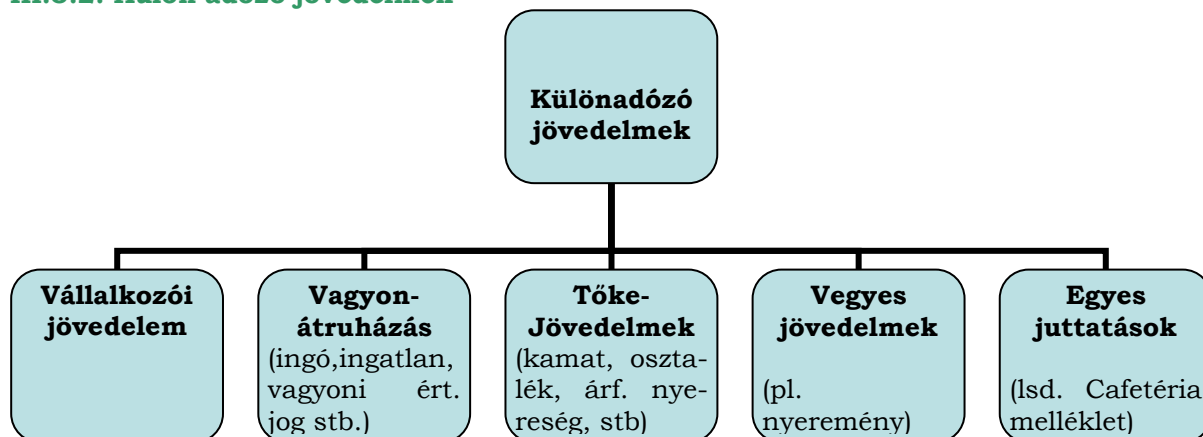 III.3.2. Külön adózó jövedelmek
Különadózó
jövedelmek
Vállalkozói
jövedelem
Vagyon-
átruházás
(ingó,ingatlan,
vagyoni ért.
jog stb.)
Tőke-
Jövedelmek
(kamat, oszta-
lék, árf. nye-
reség, stb)
Vegyes
jövedelmek
(pl.
nyeremény)
Egyes
juttatások
(lsd. Cafetéria
melléklet)